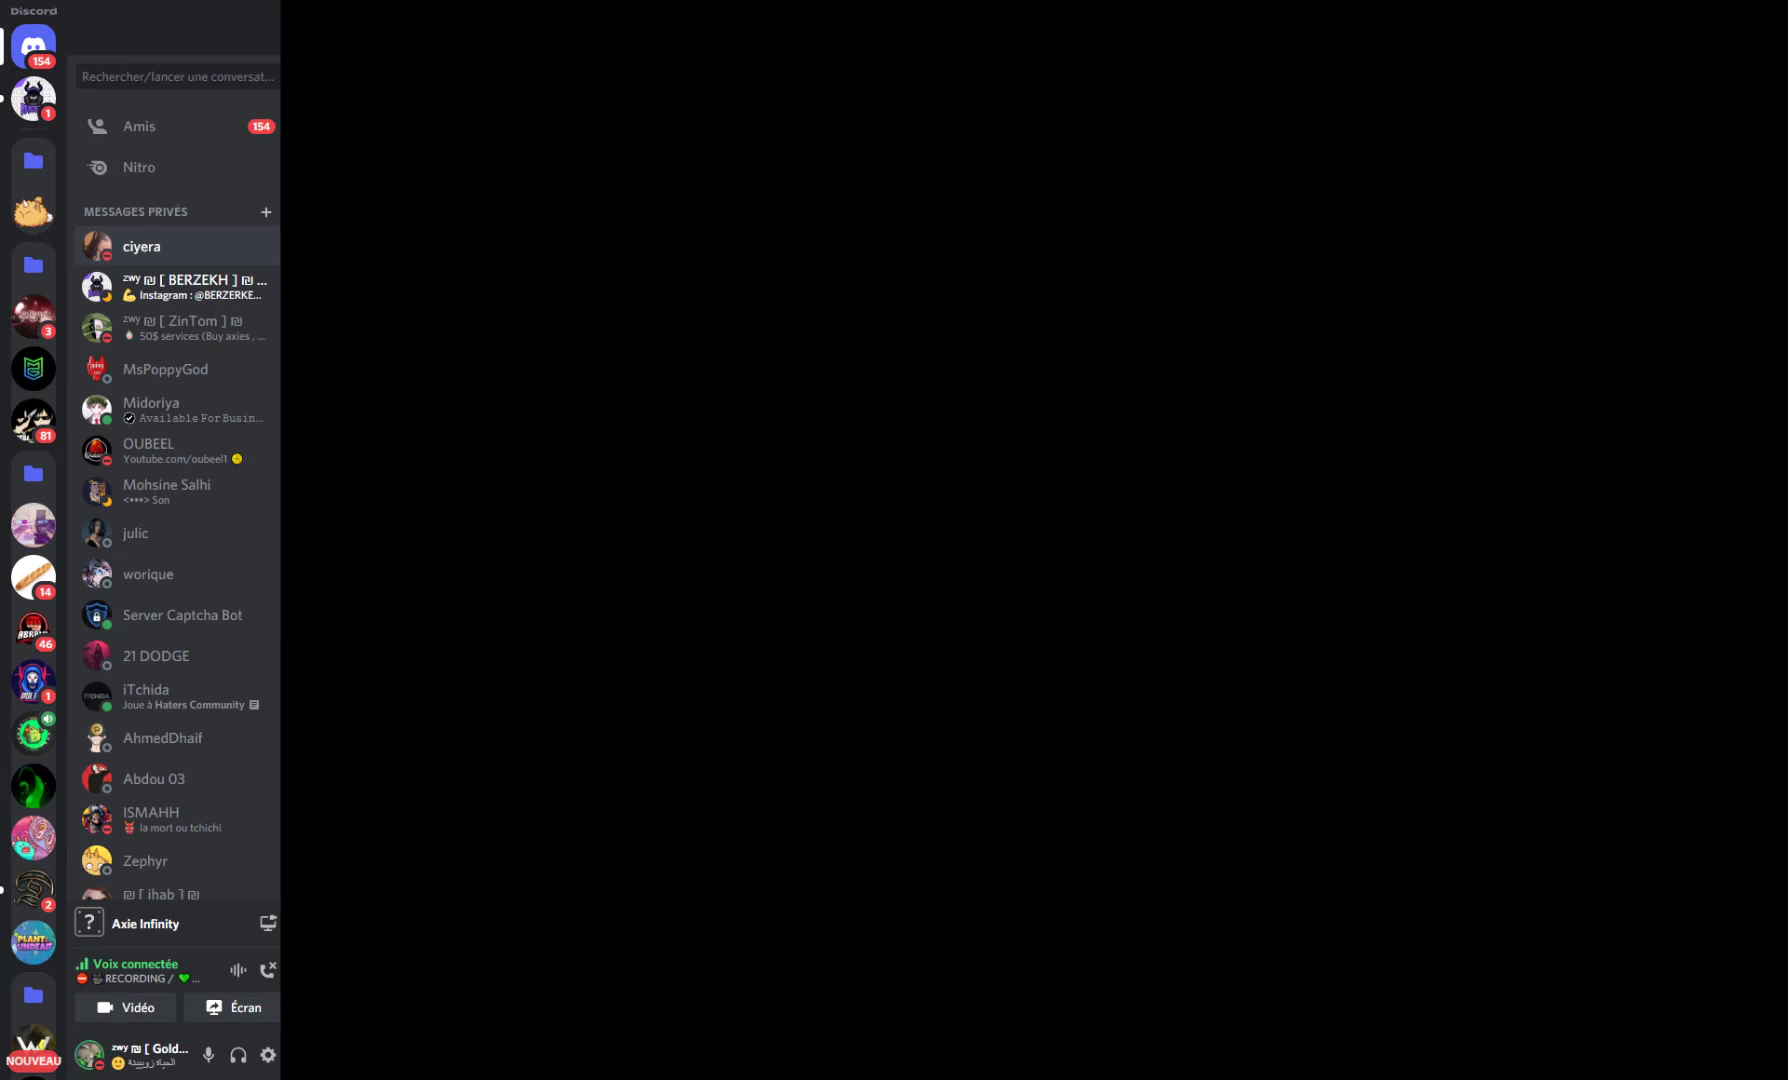 Discord
154
1
3
81
14
46
1
2
NOUVEAU
Rechercher/lancer une conversat...
Amis 154
Nitro
MESSAGES PRIVÉS +
ciyera
zwy ₪ [ BERZEKH ] ₪ ...
💪 Instagram : @BERZERKE...
zwy ₪ [ ZinTom ] ₪
50$ services (Buy axies , ...
MsPoppyGod
Midoriya
Available For Busin...
OUBEEL
Youtube.com/oubeel1
Mohsine Salhi
<•••> Son
julic
worique
Server Captcha Bot
21 DODGE
iTchida
Joue à Haters Community
AhmedDhaif
Abdou 03
ISMAHH
la mort ou tchichi
Zephyr
₪ [ ihab ] ₪
? Axie Infinity
Voix connectée
RECORDING / 💚 ...
Vidéo
Écran
zwy ₪ [ Gold...